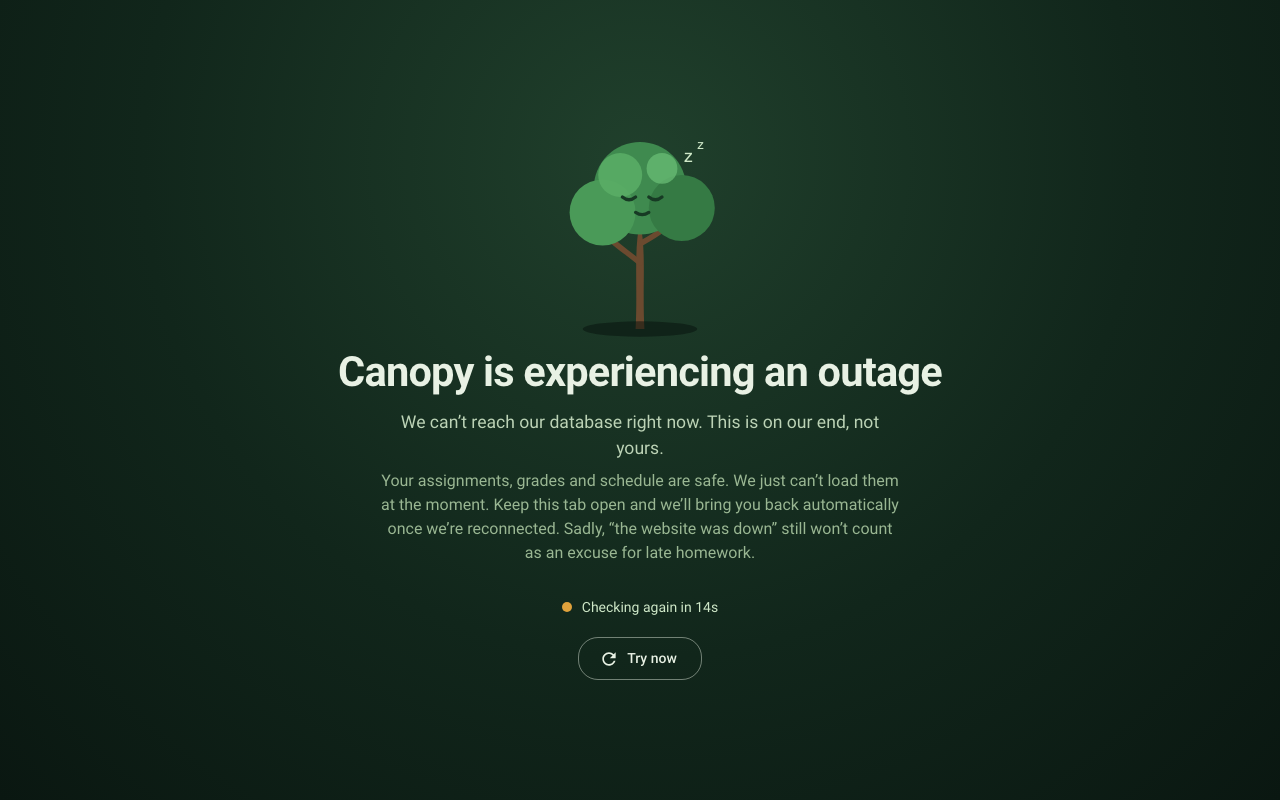 z
z
Canopy is experiencing an outage
We can’t reach our database right now. This is on our end, not
yours.
Your assignments, grades and schedule are safe. We just can’t load them
at the moment. Keep this tab open and we’ll bring you back automatically
once we’re reconnected. Sadly, “the website was down” still won’t count
as an excuse for late homework.
Checking again in 14s
Try now